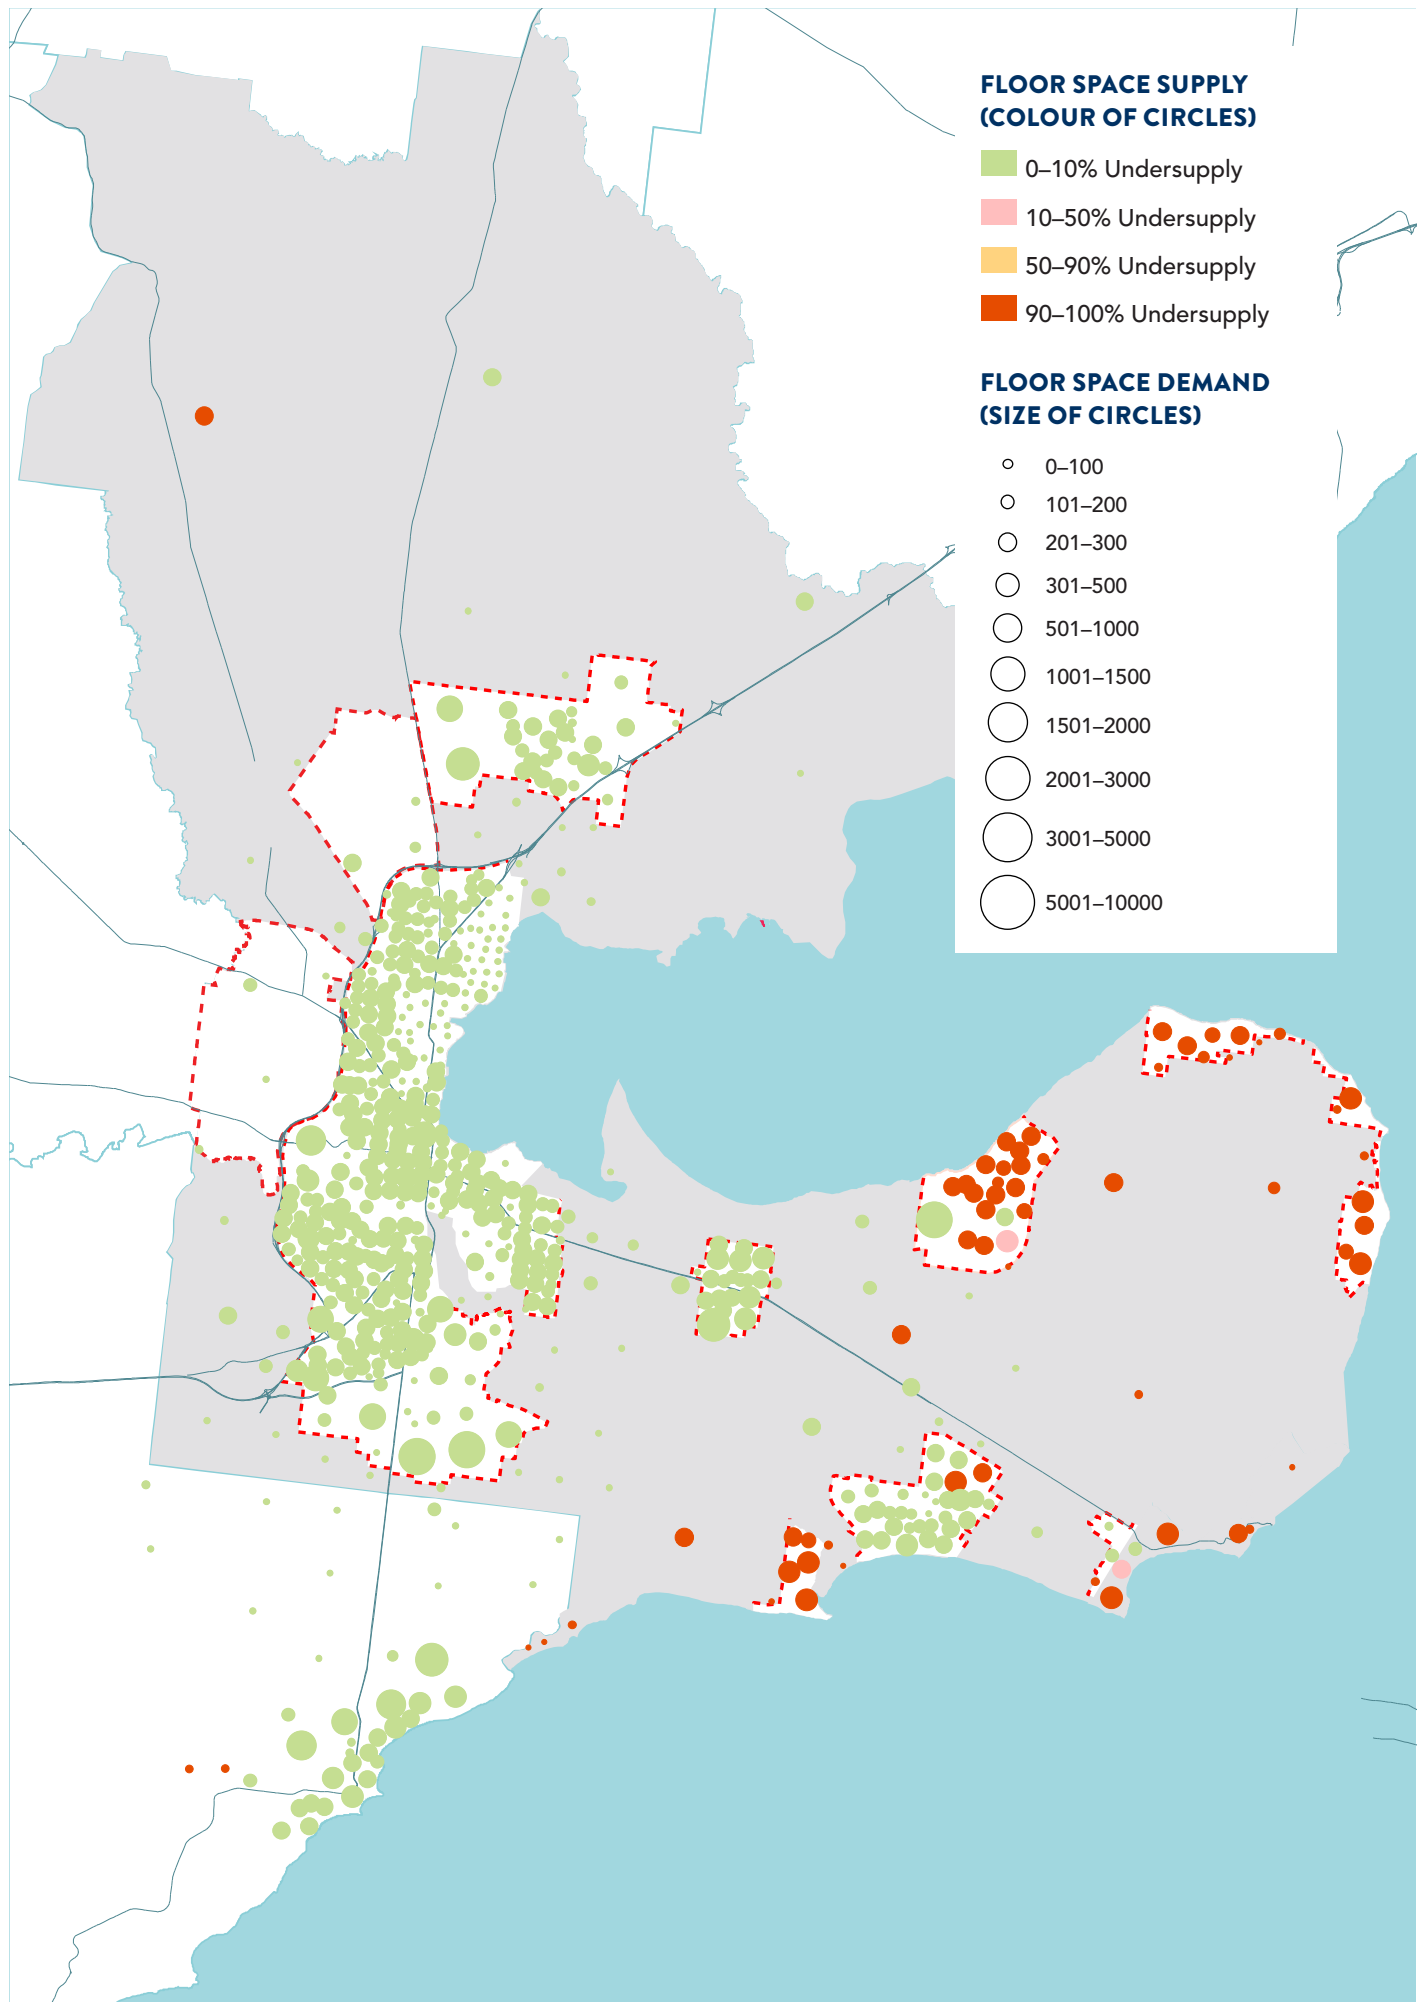 FLOOR SPACE SUPPLY
(COLOUR OF CIRCLES)
0–10% Undersupply
10–50% Undersupply
50–90% Undersupply
90–100% Undersupply
FLOOR SPACE DEMAND
(SIZE OF CIRCLES)
0–100
101–200
201–300
301–500
501–1000
1001–1500
1501–2000
2001–3000
3001–5000
5001–10000